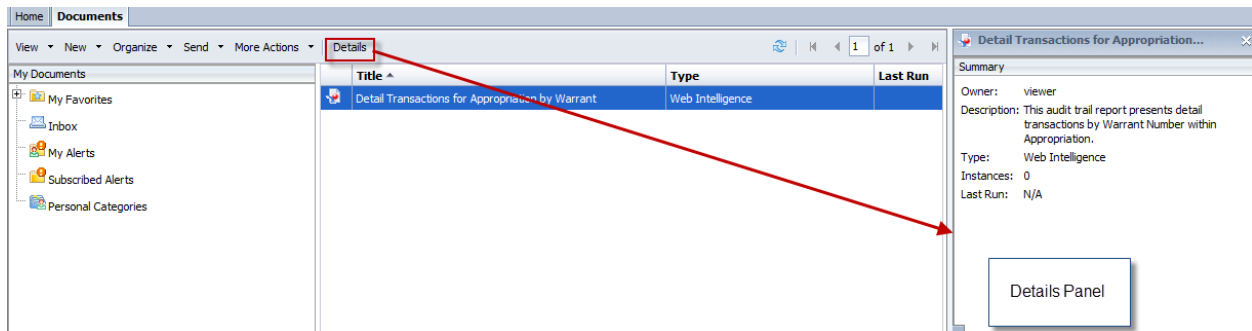 Home Documents
View New Organize Send More Actions Details 1 of 1
My Documents
My Favorites
Inbox
My Alerts
Subscribed Alerts
Personal Categories
Title Type Last Run
Detail Transactions for Appropriation by Warrant Web Intelligence
Detail Transactions for Appropriation...
Summary
Owner: viewer
Description: This audit trail report presents detail
transactions by Warrant Number within
Appropriation.
Type: Web Intelligence
Instances: 0
Last Run: N/A
Details Panel